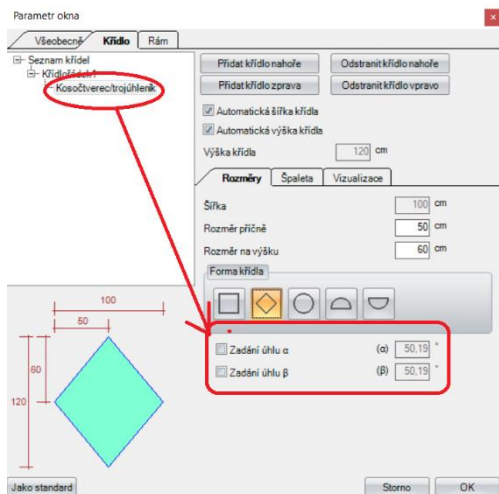 Parametr okna
x
Všeobecné Křídlo Rám
Seznam křídel
Křídlořádek 1
Kosočtverec/trojúhleník
Přidat křídlo nahoře Odstranit křídlo nahoře
Přidat křídlo zprava Odstranit křídlo vpravo
Automatická šířka křídla
Automatická výška křídla
Výška křídla 120 cm
Rozměry Špaleta Vizualizace
Šířka 100 cm
Rozměr příčně 50 cm
Rozměr na výšku 60 cm
Forma křídla
Zadání úhlu α (α) 50,19 °
Zadání úhlu β (β) 50,19 °
100
50
60
120
Jako standard Storno OK